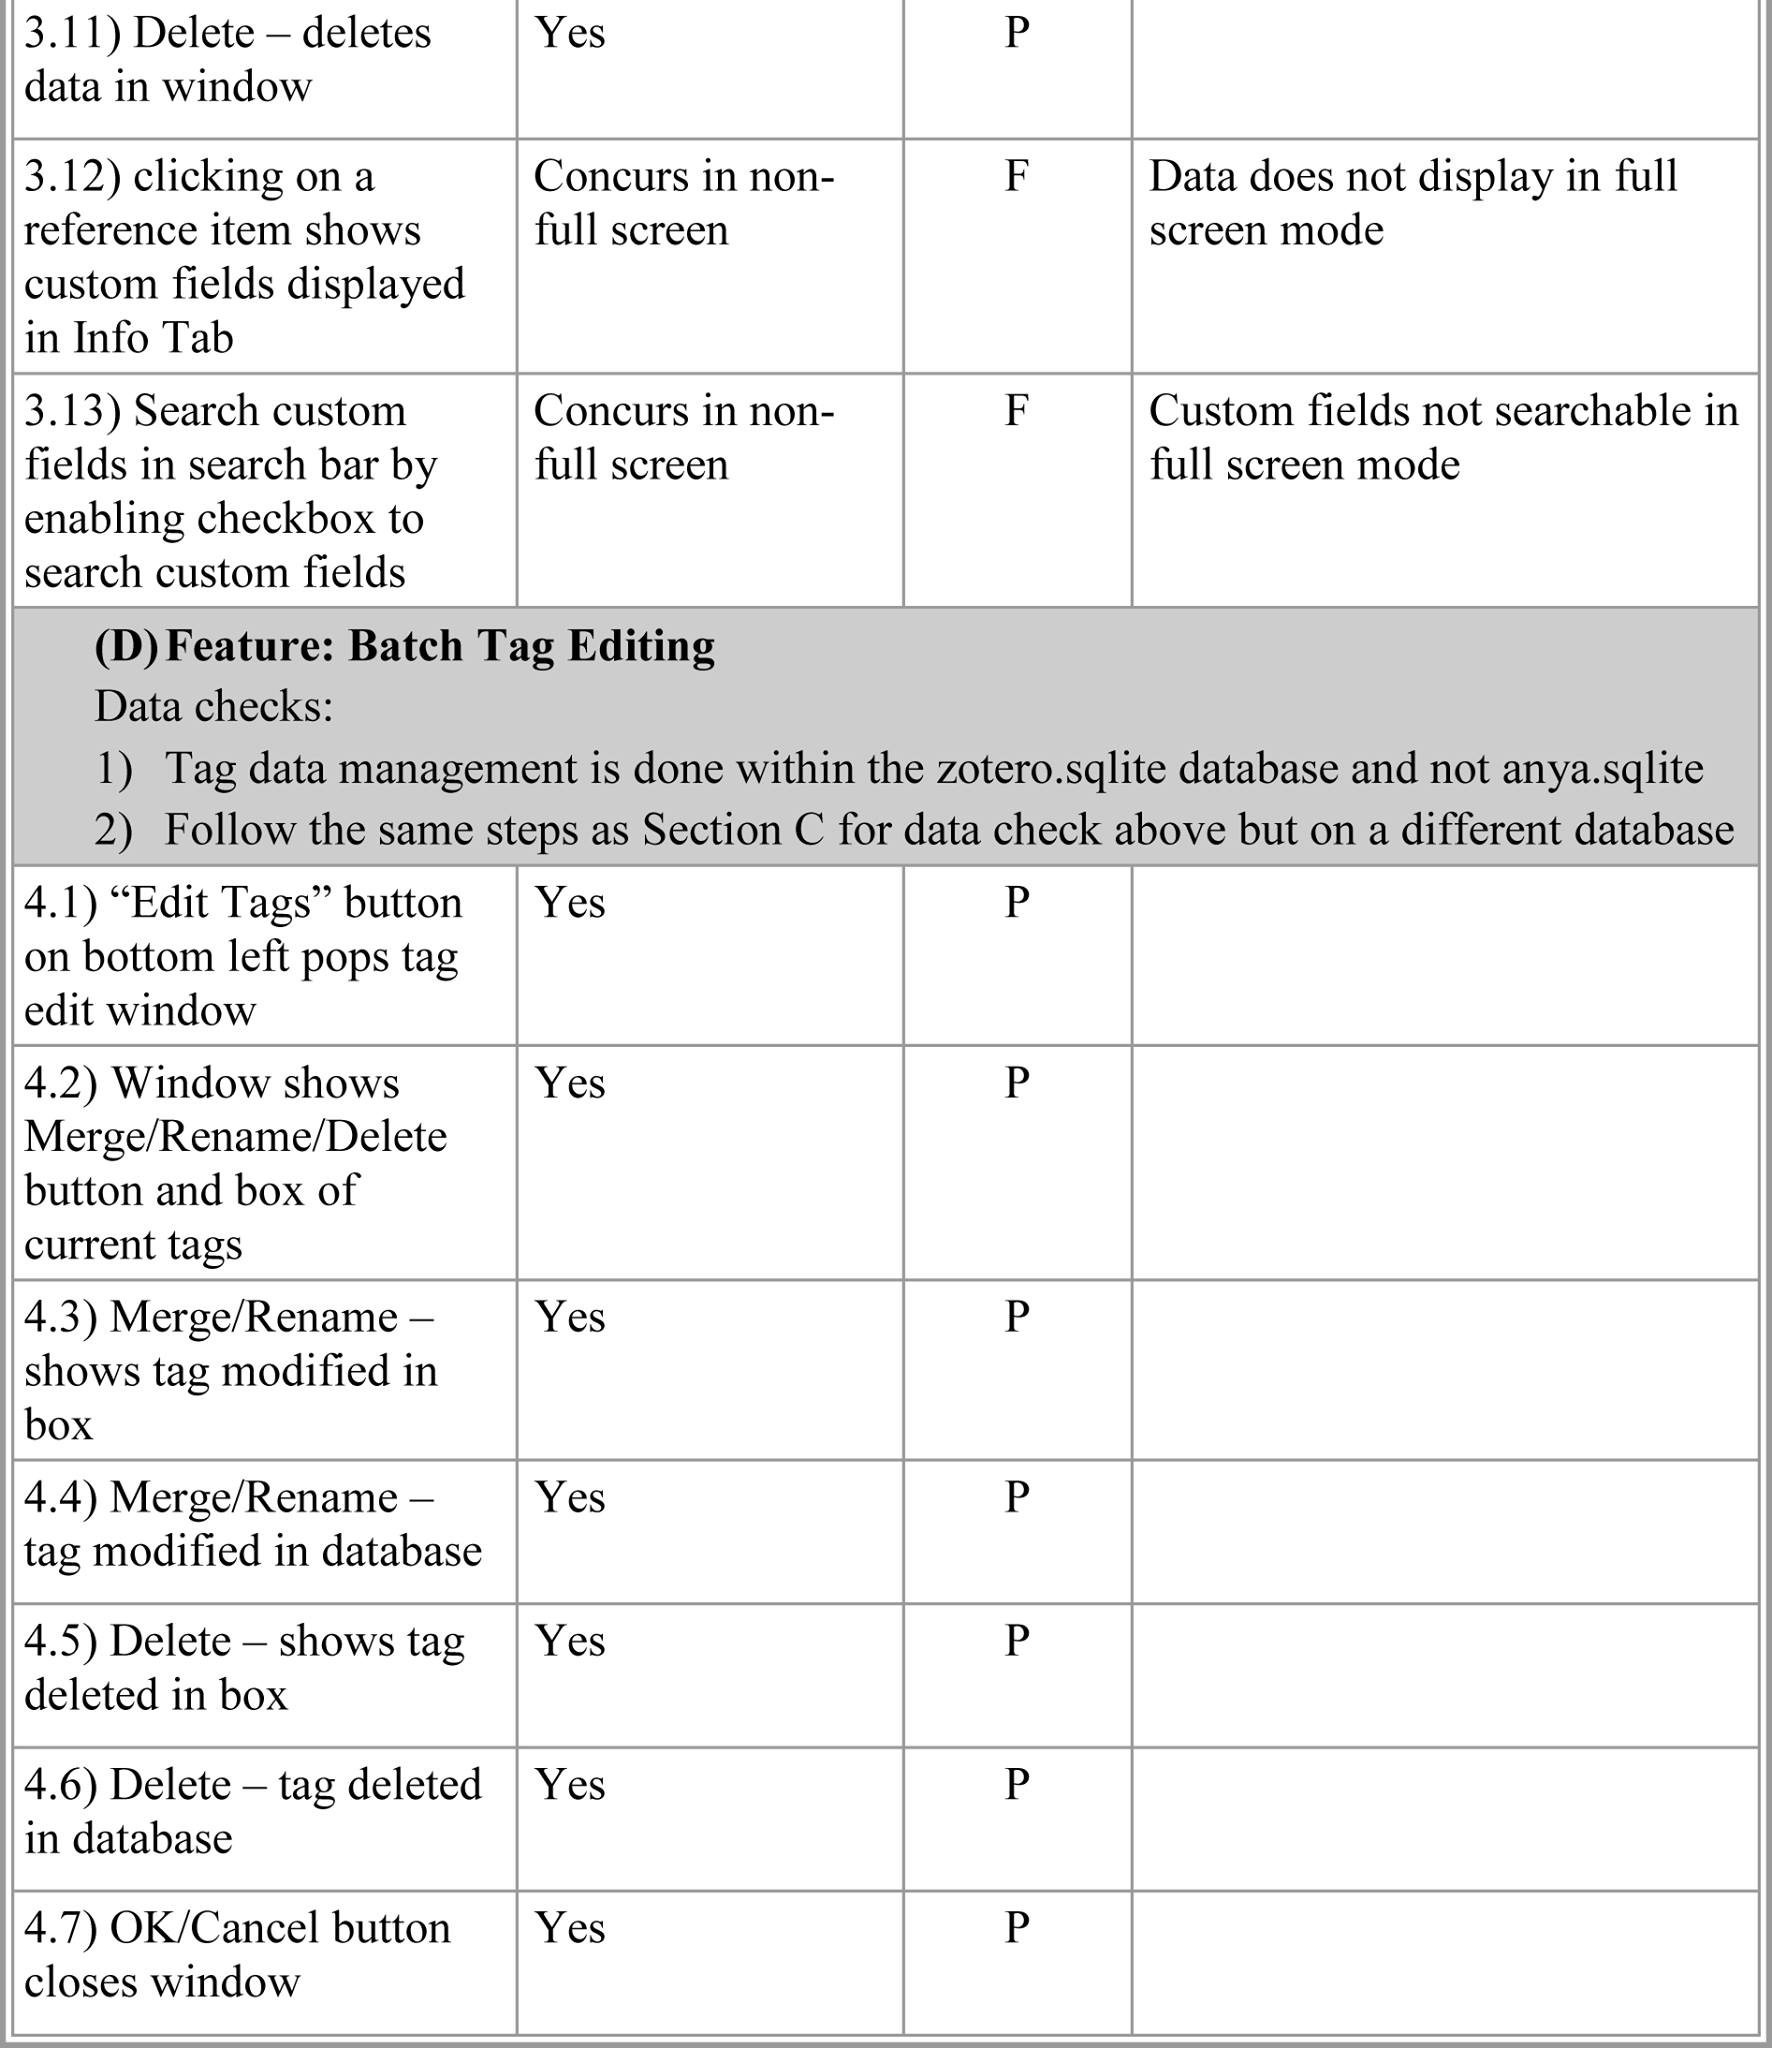 3.11) Delete – deletes
data in window
Yes
P
3.12) clicking on a
reference item shows
custom fields displayed
in Info Tab
Concurs in non-
full screen
F
Data does not display in full
screen mode
3.13) Search custom
fields in search bar by
enabling checkbox to
search custom fields
Concurs in non-
full screen
F
Custom fields not searchable in
full screen mode
(D) Feature: Batch Tag Editing
Data checks:
1) Tag data management is done within the zotero.sqlite database and not anya.sqlite
2) Follow the same steps as Section C for data check above but on a different database
4.1) “Edit Tags” button
on bottom left pops tag
edit window
Yes
P
4.2) Window shows
Merge/Rename/Delete
button and box of
current tags
Yes
P
4.3) Merge/Rename –
shows tag modified in
box
Yes
P
4.4) Merge/Rename –
tag modified in database
Yes
P
4.5) Delete – shows tag
deleted in box
Yes
P
4.6) Delete – tag deleted
in database
Yes
P
4.7) OK/Cancel button
closes window
Yes
P